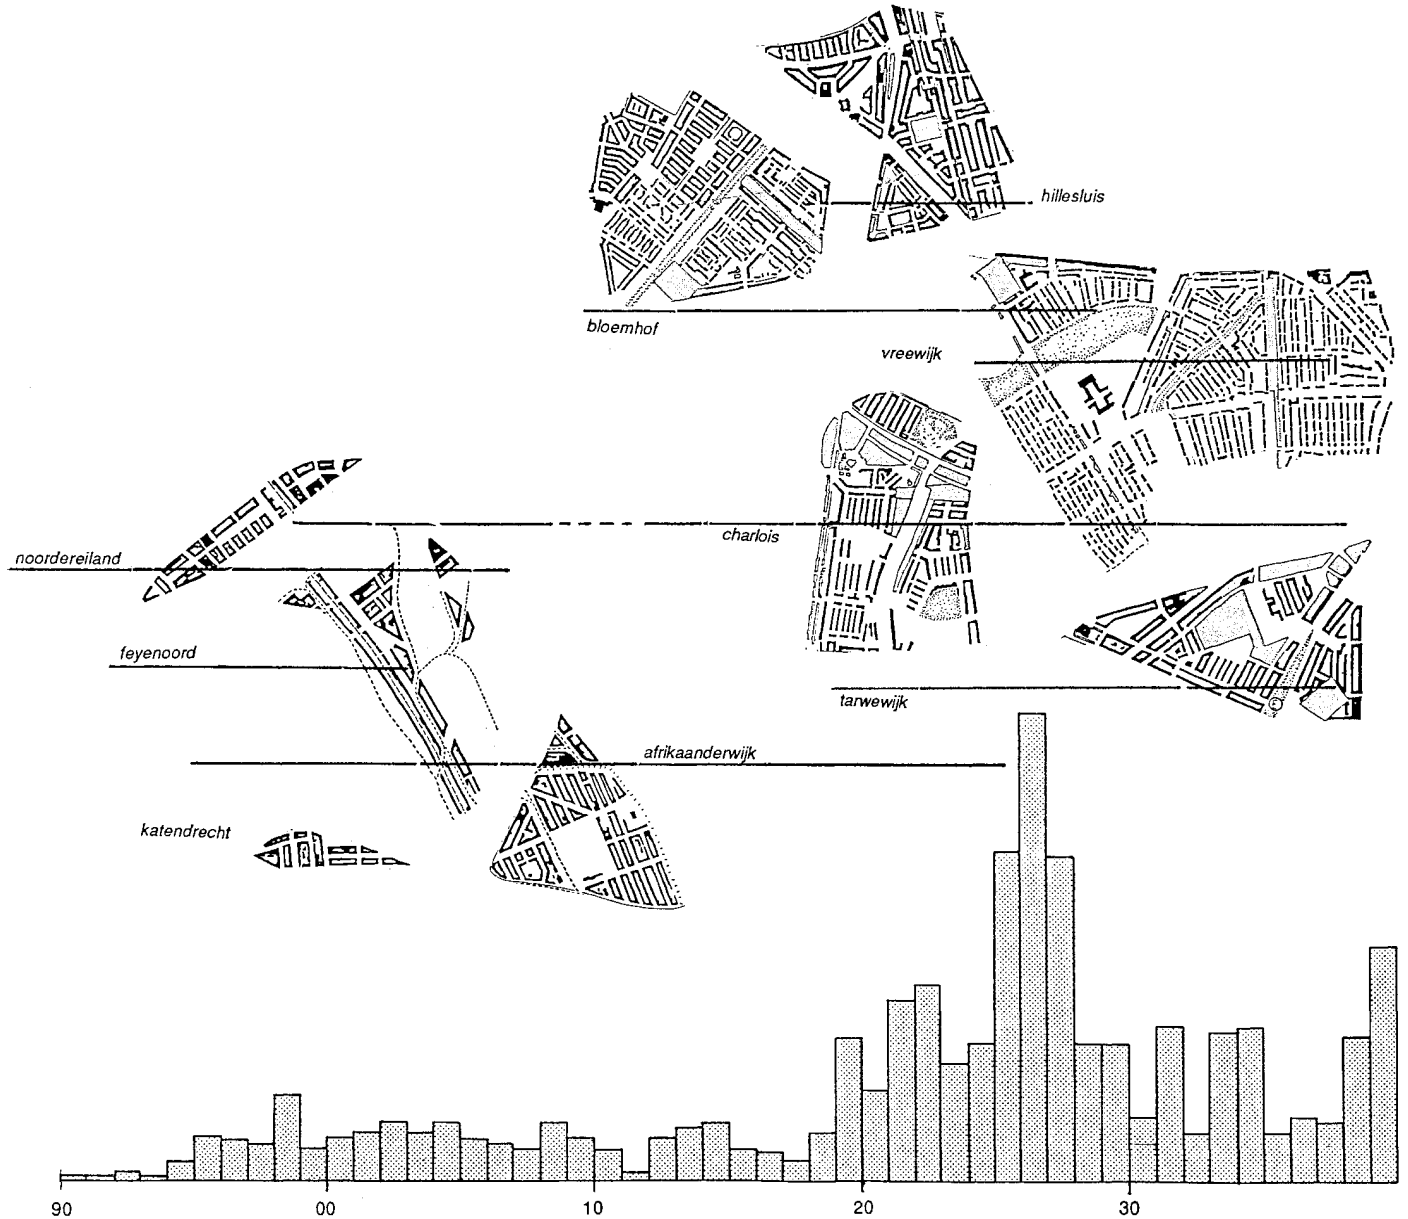 hillesluis
bloemhof
vreewijk
charlois
noordereiland
feyenoord
tarwewijk
afrikaanderwijk
katendrecht
90 00 10 20 30